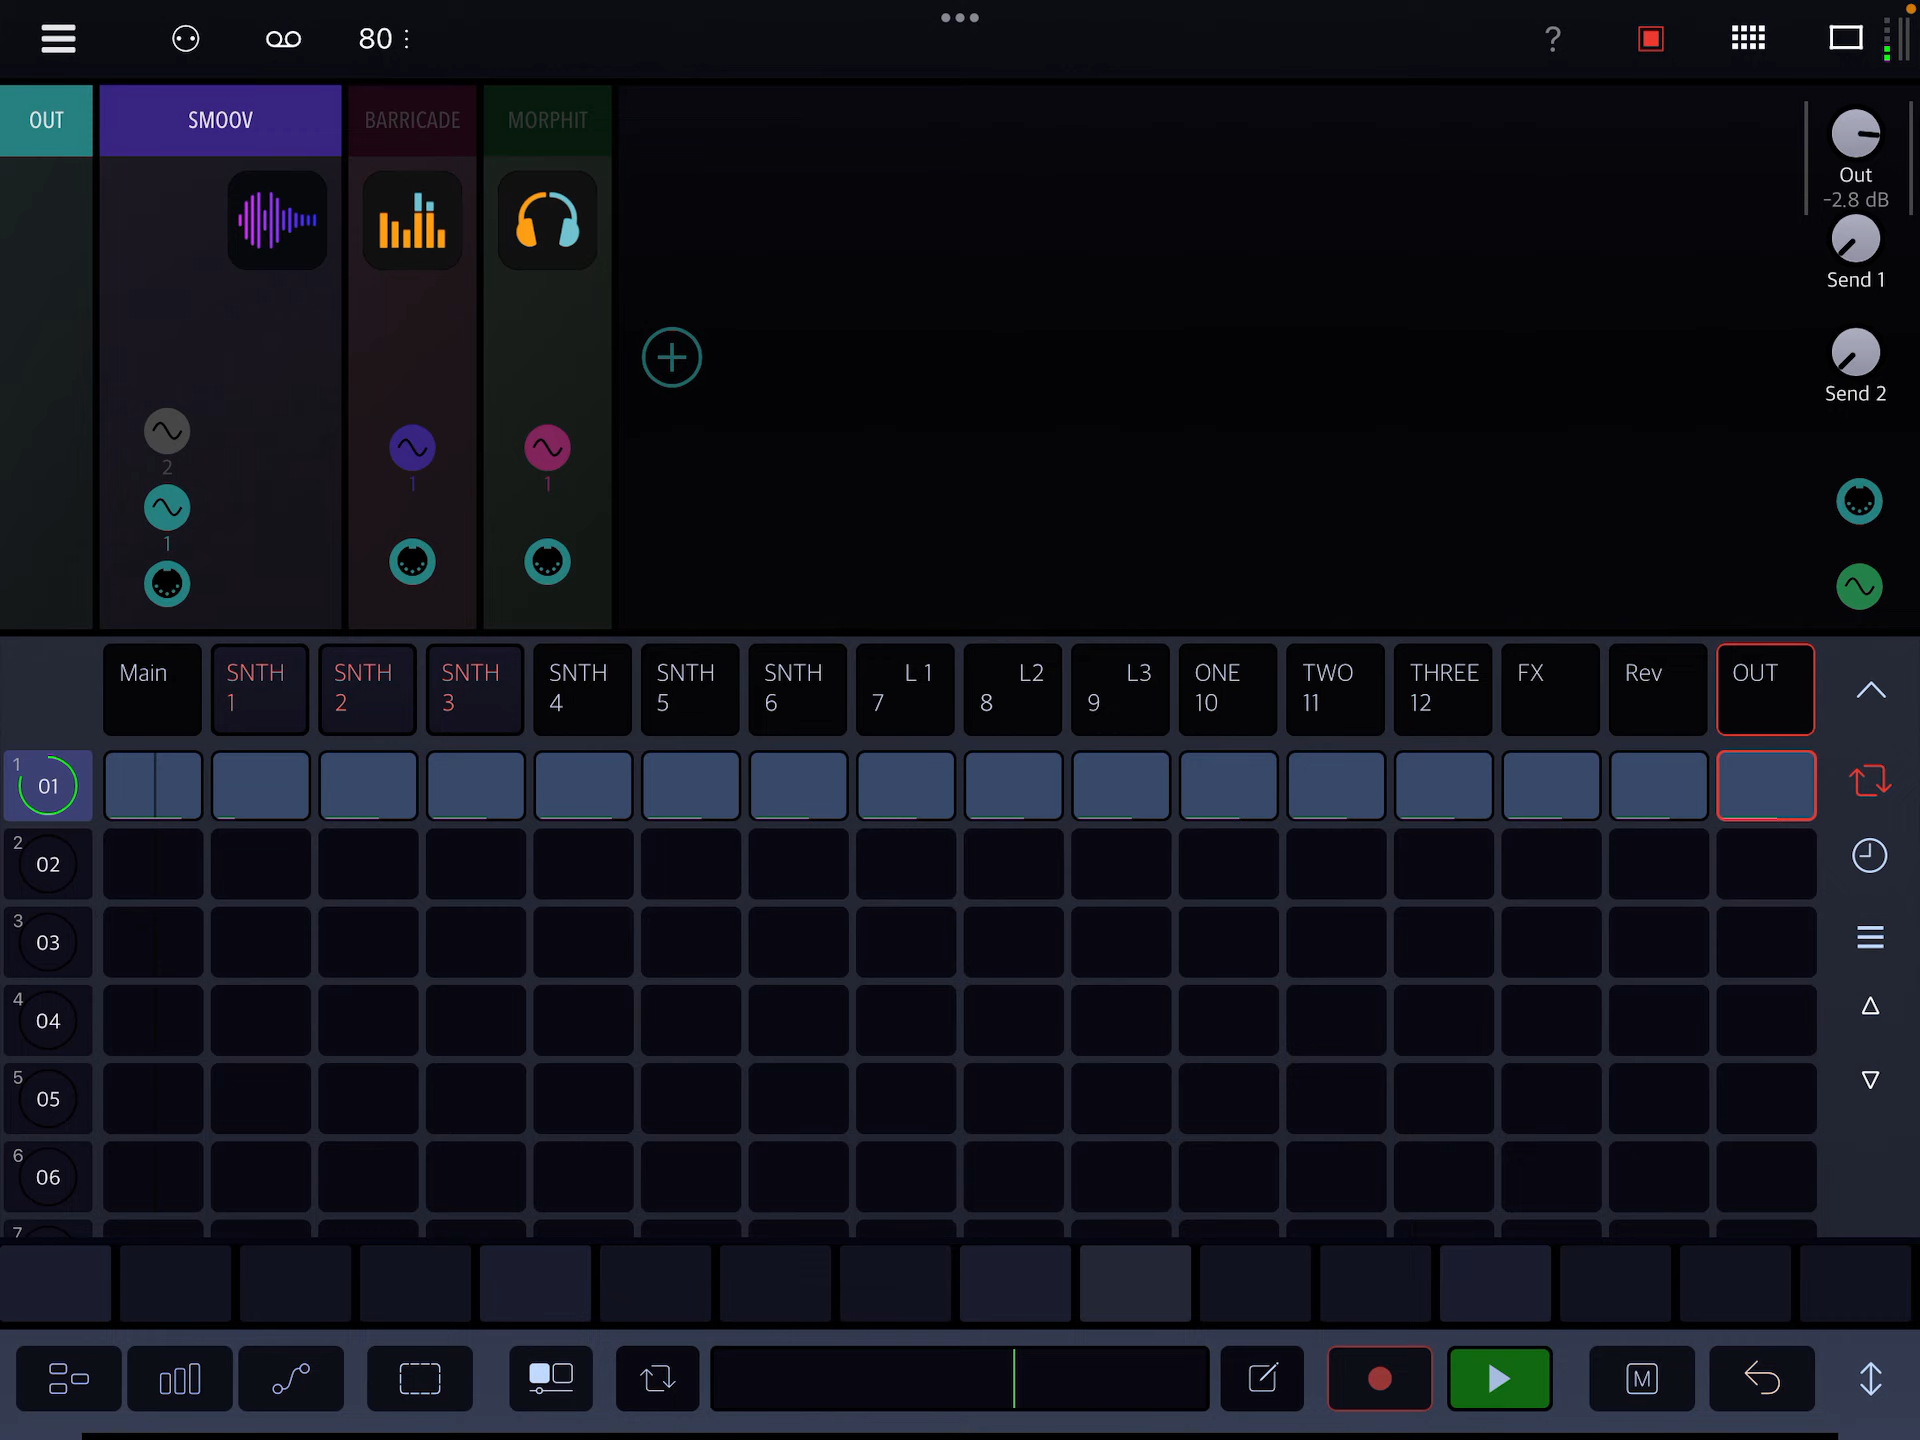 80
?
OUT
SMOOV
BARRICADE
MORPHIT
Out
-2.8 dB
Send 1
Send 2
2
1
1
1
Main
SNTH
1
SNTH
2
SNTH
3
SNTH
4
SNTH
5
SNTH
6
L 1
7
L2
8
L3
9
ONE
10
TWO
11
THREE
12
FX
Rev
OUT
1
01
2
02
3
03
4
04
5
05
6
06
7
M